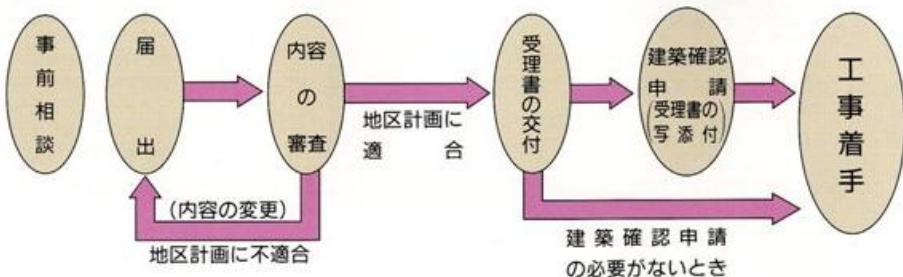 事前相談
届出
内容の審査
地区計画に
適合
(内容の変更)
地区計画に不適合
受理書の交付
建築確認
申請
(受理書の
写添付)
建築確認申請
の必要がないとき
工事着手